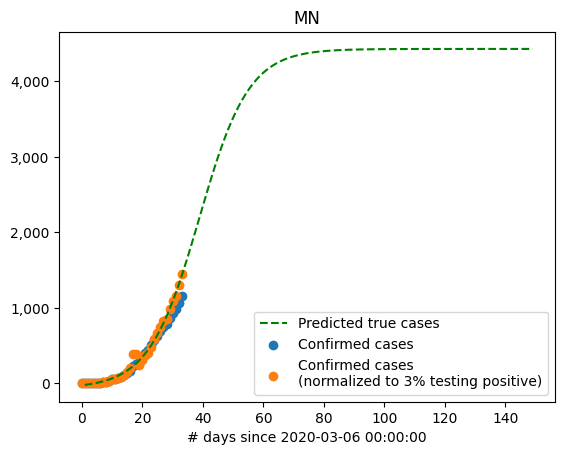 MN
4,000
3,000
2,000
1,000
0
Predicted true cases
Confirmed cases
Confirmed cases
(normalized to 3% testing positive)
0 20 40 60 80 100 120 140
# days since 2020-03-06 00:00:00